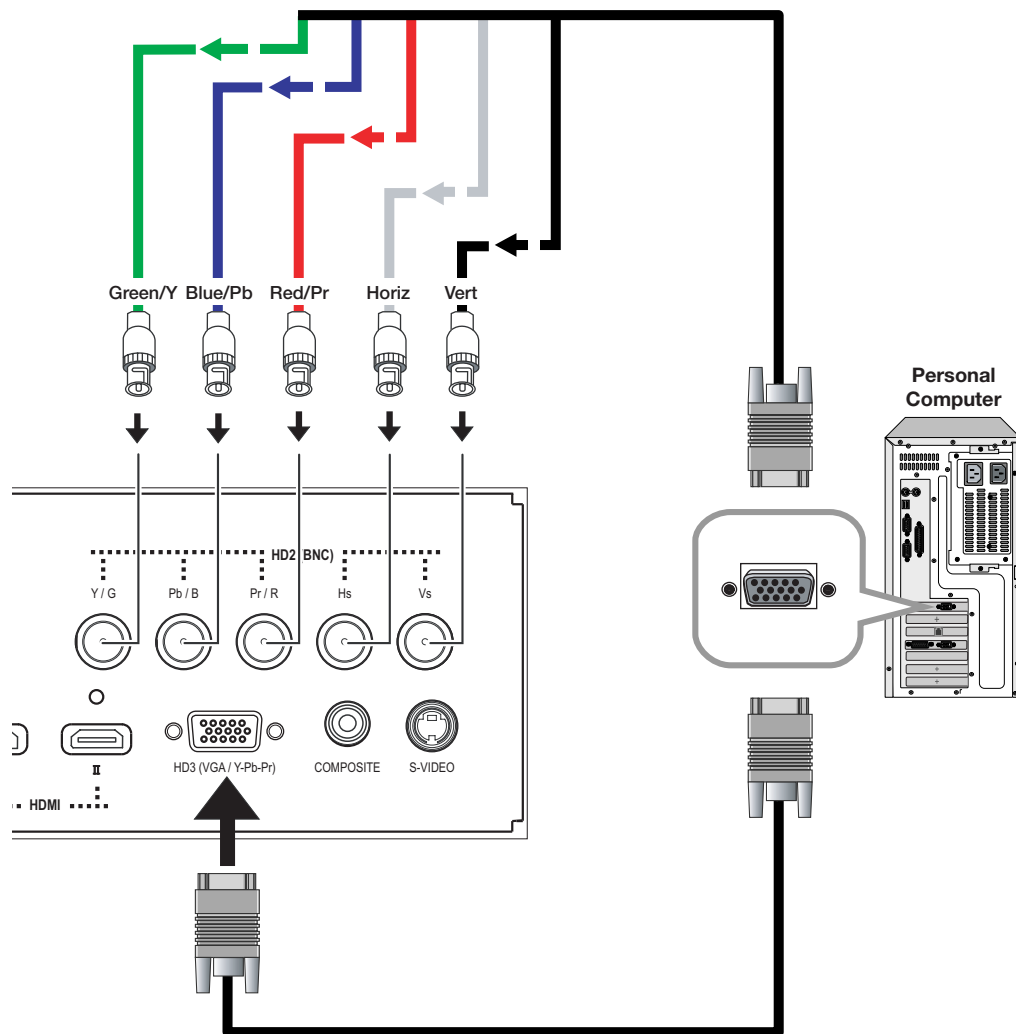 Green/Y Blue/Pb Red/Pr Horiz Vert
Personal
Computer
HD2 (BNC)
Y / G Pb / B Pr / R Hs Vs
HD3 (VGA / Y-Pb-Pr) COMPOSITE S-VIDEO
II
HDMI